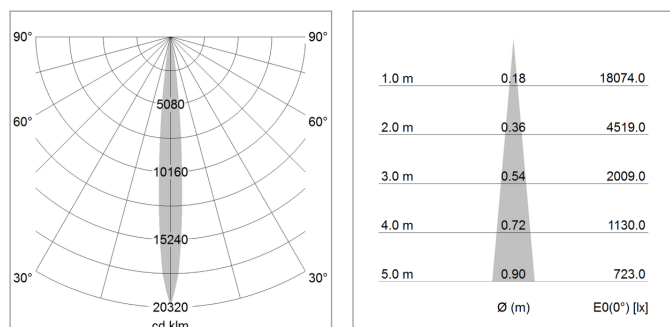 90° 90°
5080
60° 60°
10160
15240
30° 30°
20320
cd klm
1.0 m 0.18 18074.0
2.0 m 0.36 4519.0
3.0 m 0.54 2009.0
4.0 m 0.72 1130.0
5.0 m 0.90 723.0
Ø (m) E0(0°) [lx]